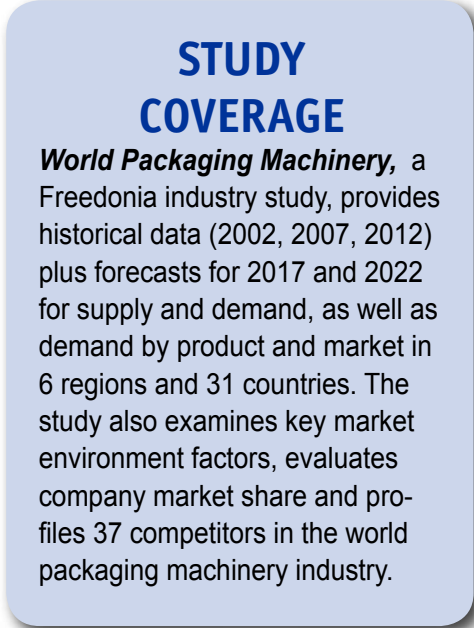 STUDY
COVERAGE
World Packaging Machinery, a
Freedonia industry study, provides
historical data (2002, 2007, 2012)
plus forecasts for 2017 and 2022
for supply and demand, as well as
demand by product and market in
6 regions and 31 countries. The
study also examines key market
environment factors, evaluates
company market share and pro-
files 37 competitors in the world
packaging machinery industry.